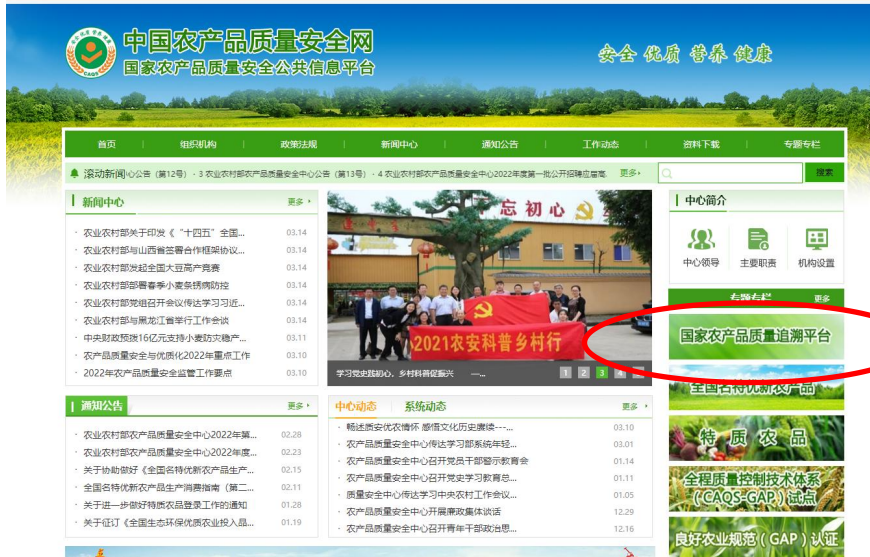 中国农产品质量安全网
国家农产品质量安全公共信息平台
CAQS
安全 优质 营养 健康
首页
组织机构
政策法规
新闻中心
通知公告
工作动态
资料下载
专题专栏
滚动新闻
心公告（第12号） · 3 农业农村部农产品质量安全中心公告（第13号） · 4 农业农村部农产品质量安全中心2022年度第一批公开招聘应届高
更多
搜索
新闻中心 更多
· 农业农村部关于印发《“十四五”全国... 03.14
· 农业农村部与山西省签署合作框架协议... 03.14
· 农业农村部发起全国大豆高产竞赛 03.14
· 农业农村部部署春季小麦条锈病防控 03.14
· 农业农村部党组召开会议传达学习习近... 03.14
· 农业农村部与黑龙江省举行工作会谈 03.14
· 中央财政预拨16亿元支持小麦防灾稳产... 03.11
· 农产品质量安全与优质化2022年重点工作 03.10
· 2022年农产品质量安全监管工作要点 03.10
忘初心
2021农安科普乡村行
学习党史践初心，乡村科普促振兴 —...
1 2 3
中心简介
中心领导 主要职责 机构设置
专题专栏 更多
国家农产品质量追溯平台
全国名特优新农产品
特质农品
全程质量控制技术体系
（CAQS-GAP）试点
良好农业规范（GAP）认证
通知公告 更多
· 农业农村部农产品质量安全中心2022年第... 02.28
· 农业农村部农产品质量安全中心2022年度... 02.23
· 关于协助做好《全国名特优新农产品生产... 02.15
· 全国名特优新农产品生产消费指南（第二... 02.11
· 关于进一步做好特质农品登录工作的通知 01.28
· 关于征订《全国生态环保优质农业投入品... 01.19
中心动态 系统动态 更多
· 畅述质安优农情怀 感悟文化历史赓续---... 03.10
· 农产品质量安全中心传达学习部系统年轻... 03.01
· 农产品质量安全中心召开党员干部警示教育会 01.14
· 农产品质量安全中心召开党史学习教育总... 01.11
· 质量安全中心传达学习中央农村工作会议... 01.05
· 农产品质量安全中心开展廉政集体谈话 12.29
· 农产品质量安全中心召开青年干部政治思... 12.16